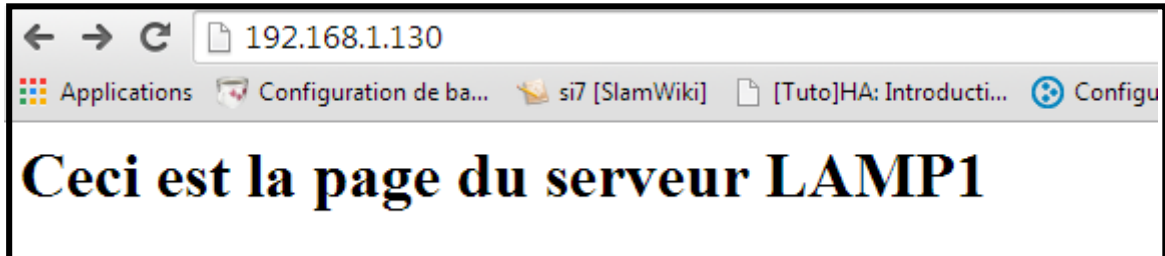 192.168.1.130
Applications Configuration de ba... si7 [SlamWiki] [Tuto]HA: Introducti... Configu
Ceci est la page du serveur LAMP1